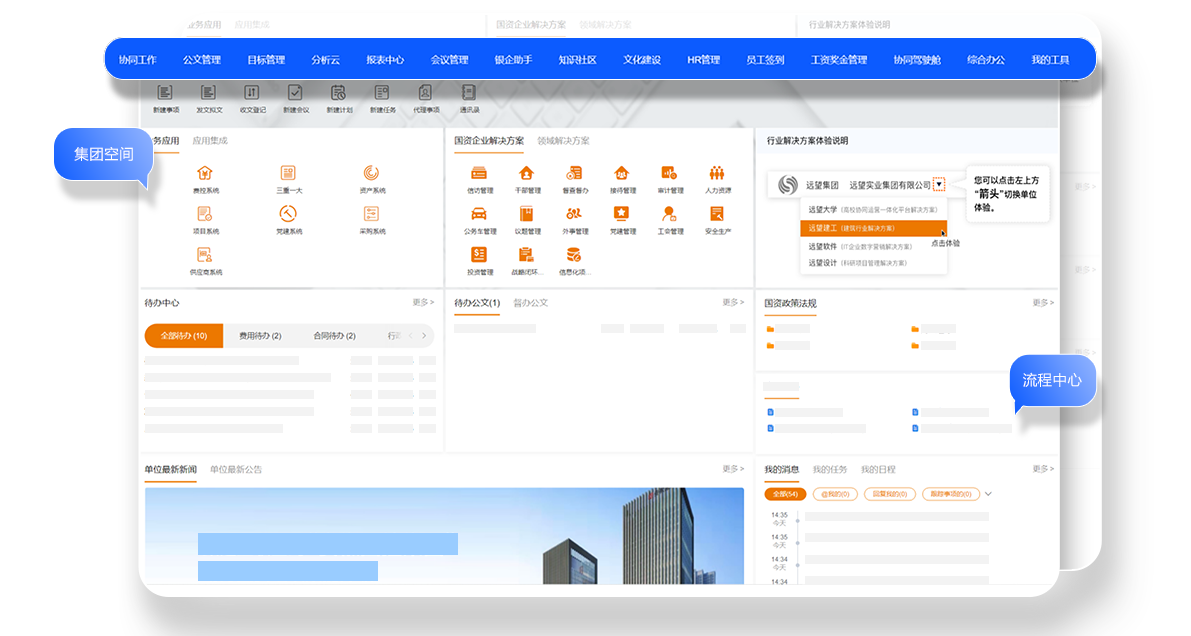 业务应用 应用集成 国资企业解决方案 领域解决方案 行业解决方案体验说明
协同工作 公文管理 目标管理 分析云 报表中心 会议管理 银企助手 知识社区 文化建设 HR管理 员工签到 工资奖金管理 协同驾驶舱 综合办公 我的工具
新建事项 发文拟文 收文登记 新建会议 新建计划 新建任务 代理事项 通讯录
集团空间
务应用 应用集成 国资企业解决方案 领域解决方案 行业解决方案体验说明
费控系统 三重一大 资产系统 信访管理 干部管理 督查督办 接待管理 审计管理 人力资源
项目系统 党建系统 采购系统 公务车管理 议题管理 外事管理 党建管理 工会管理 安全生产
供应商系统 投资管理 战略闭环... 信息化项...
远望集团 远望实业集团有限公司
您可以点击左上方
“箭头”切换单位
体验。
远望大学（高校协同运营一体化平台解决方案）
远望建工（建筑行业解决方案）
点击体验
远望软件（IT企业数字营销解决方案）
远望设计（科研项目管理解决方案）
更多>
更多>
更多>
待办中心 更多> 待办公文(1) 督办公文 更多> 国资政策法规 更多>
全部待办 (10) 费用待办 (2) 合同待办 (2) 行
流程中心
单位最新新闻 单位最新公告 更多> 我的消息 我的任务 我的日程 更多>
全部(54) @我的(0) 回复我的(0) 跟踪事项的(0)
14:35
今天
14:35
今天
14:34
今天
14:34